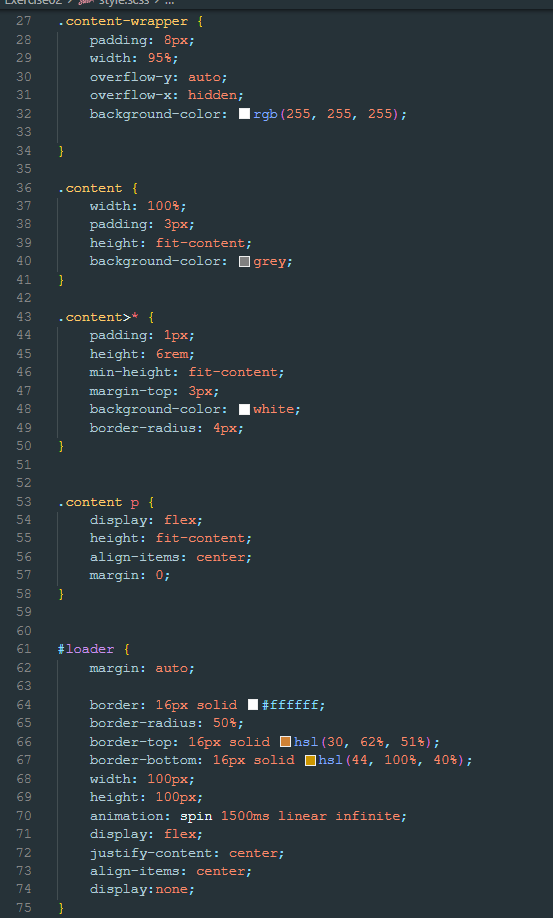 Exercise02 > style.scss > ...
27 .content-wrapper {
28 padding: 8px;
29 width: 95%;
30 overflow-y: auto;
31 overflow-x: hidden;
32 background-color: rgb(255, 255, 255);
33
34 }
35
36 .content {
37 width: 100%;
38 padding: 3px;
39 height: fit-content;
40 background-color: grey;
41 }
42
43 .content>* {
44 padding: 1px;
45 height: 6rem;
46 min-height: fit-content;
47 margin-top: 3px;
48 background-color: white;
49 border-radius: 4px;
50 }
51
52
53 .content p {
54 display: flex;
55 height: fit-content;
56 align-items: center;
57 margin: 0;
58 }
59
60
61 #loader {
62 margin: auto;
63
64 border: 16px solid #ffffff;
65 border-radius: 50%;
66 border-top: 16px solid hsl(30, 62%, 51%);
67 border-bottom: 16px solid hsl(44, 100%, 40%);
68 width: 100px;
69 height: 100px;
70 animation: spin 1500ms linear infinite;
71 display: flex;
72 justify-content: center;
73 align-items: center;
74 display:none;
75 }